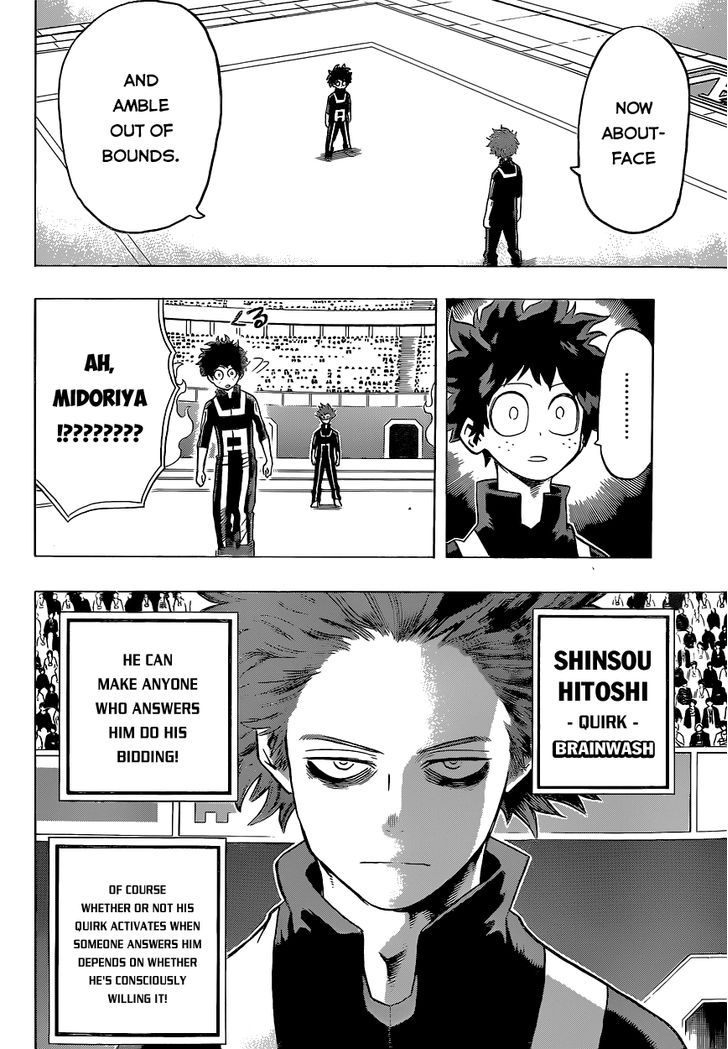 NOW
ABOUT-
FACE
AND
AMBLE
OUT OF
BOUNDS.
.........
くる
AH,
MIDORIYA
!?????????
SHINSOU
HITOSHI
- QUIRK -
BRAINWASH
HE CAN
MAKE ANYONE
WHO ANSWERS
HIM DO HIS
BIDDING!
OF COURSE
WHETHER OR NOT HIS
QUIRK ACTIVATES WHEN
SOMEONE ANSWERS HIM
DEPENDS ON WHETHER
HE'S CONSCIOUSLY
WILLING IT!